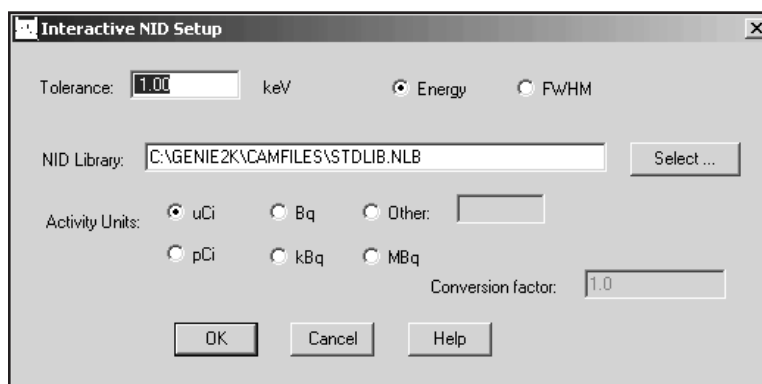 Interactive NID Setup
Tolerance: 1.00 keV Energy FWHM
NID Library: C:\GENIE2K\CAMFILES\STDLIB.NLB Select ...
Activity Units: uCi Bq Other:
pCi kBq MBq
Conversion factor: 1.0
OK Cancel Help